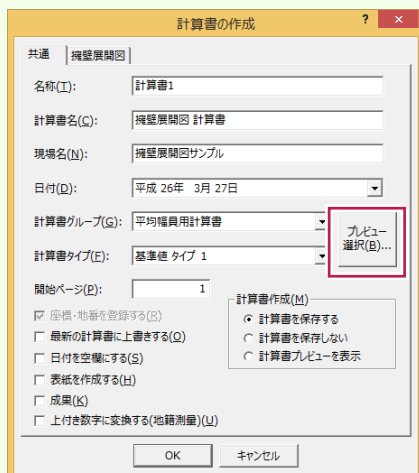 計算書の作成 ? ×
共通 擁壁展開図
名称(T): 計算書1
計算書名(C): 擁壁展開図 計算書
現場名(N): 擁壁展開図サンプル
日付(D): 平成 26年 3月 27日
計算書グループ(G): 平均幅員用計算書
計算書タイプ(F): 基準値 タイプ 1
プレビュー
選択(B)...
開始ページ(P): 1
座標・地番を登録する(R)
最新の計算書に上書きする(O)
日付を空欄にする(S)
表紙を作成する(H)
成果(K)
上付き数字に変換する(地籍測量)(U)
計算書作成(M)
計算書を保存する
計算書を保存しない
計算書プレビューを表示
OK キャンセル